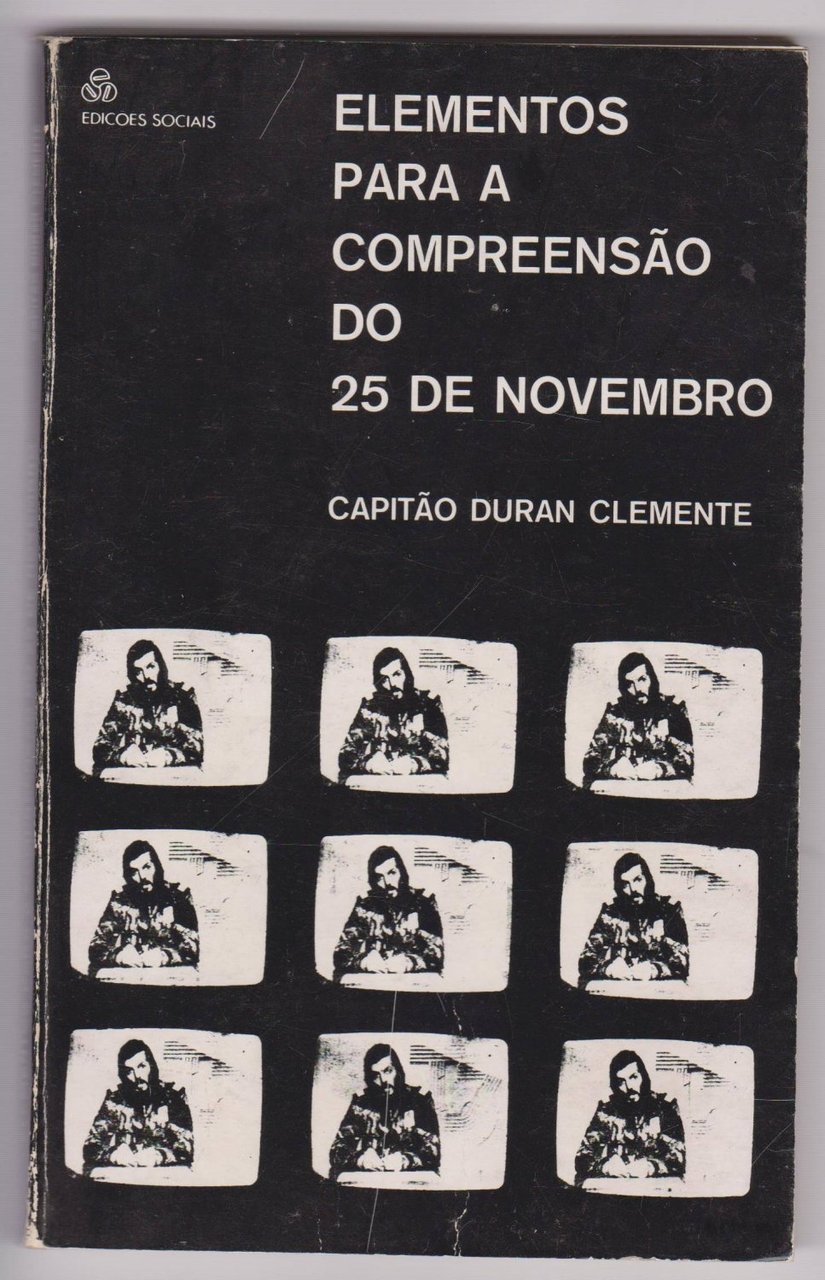 EDICOES SOCIAIS
ELEMENTOS
PARA A
COMPREENSÃO
DO
25 DE NOVEMBRO
CAPITÃO DURAN CLEMENTE